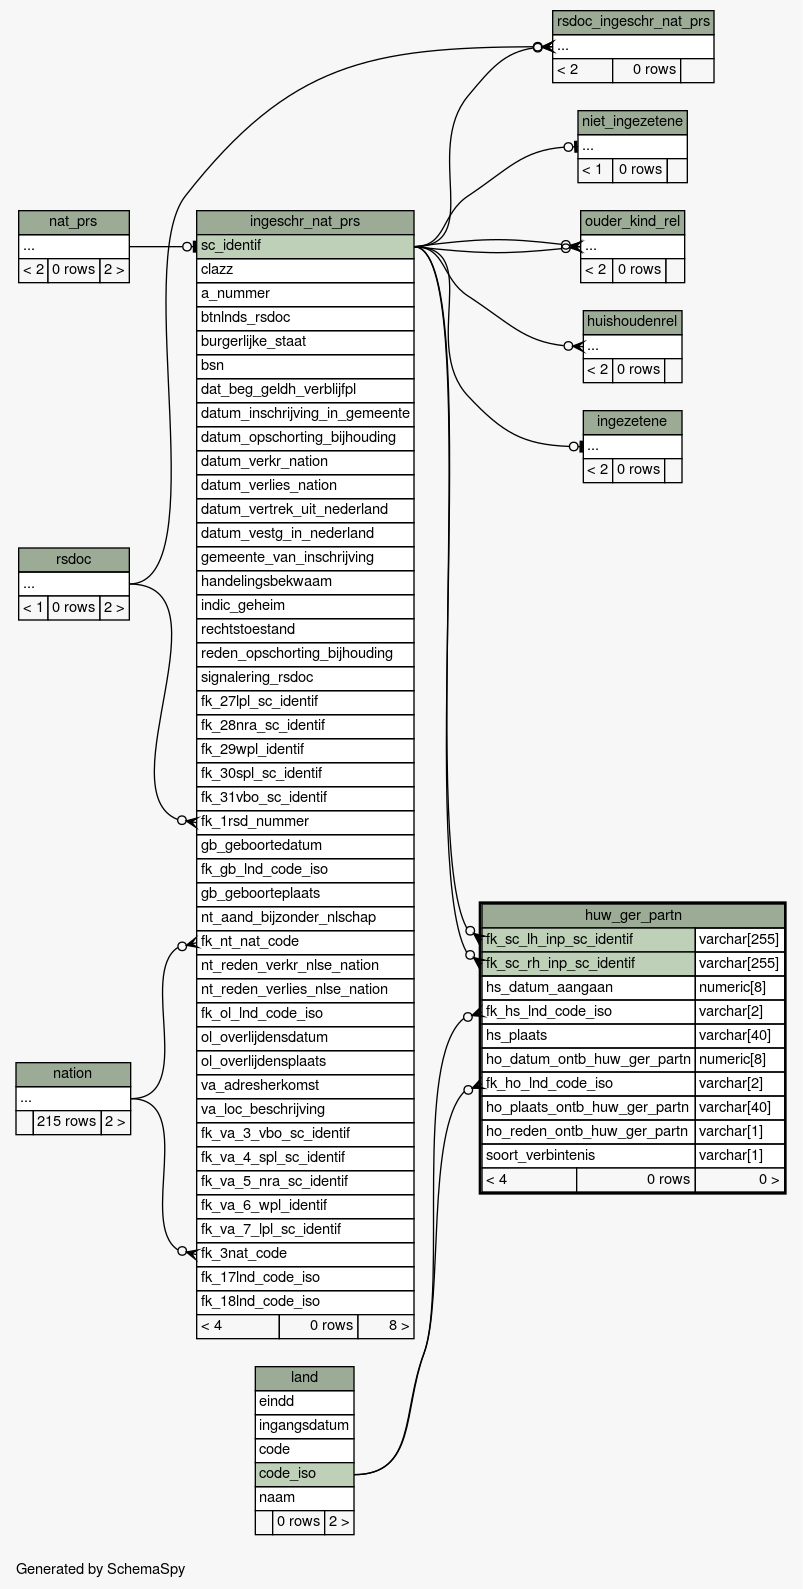 rsdoc_ingeschr_nat_prs
...
< 2 0 rows
niet_ingezetene
...
< 1 0 rows
nat_prs
...
< 2 0 rows 2 >
ouder_kind_rel
...
< 2 0 rows
huishoudenrel
...
< 2 0 rows
ingezetene
...
< 2 0 rows
ingeschr_nat_prs
sc_identif
clazz
a_nummer
btnlnds_rsdoc
burgerlijke_staat
bsn
dat_beg_geldh_verblijfpl
datum_inschrijving_in_gemeente
datum_opschorting_bijhouding
datum_verkr_nation
datum_verlies_nation
datum_vertrek_uit_nederland
datum_vestg_in_nederland
gemeente_van_inschrijving
handelingsbekwaam
indic_geheim
rechtstoestand
reden_opschorting_bijhouding
signalering_rsdoc
fk_27lpl_sc_identif
fk_28nra_sc_identif
fk_29wpl_identif
fk_30spl_sc_identif
fk_31vbo_sc_identif
fk_1rsd_nummer
gb_geboortedatum
fk_gb_lnd_code_iso
gb_geboorteplaats
nt_aand_bijzonder_nlschap
fk_nt_nat_code
nt_reden_verkr_nlse_nation
nt_reden_verlies_nlse_nation
fk_ol_lnd_code_iso
ol_overlijdensdatum
ol_overlijdensplaats
va_adresherkomst
va_loc_beschrijving
fk_va_3_vbo_sc_identif
fk_va_4_spl_sc_identif
fk_va_5_nra_sc_identif
fk_va_6_wpl_identif
fk_va_7_lpl_sc_identif
fk_3nat_code
fk_17lnd_code_iso
fk_18lnd_code_iso
< 4 0 rows 8 >
rsdoc
...
< 1 0 rows 2 >
nation
...
215 rows 2 >
huw_ger_partn
fk_sc_lh_inp_sc_identif varchar[255]
fk_sc_rh_inp_sc_identif varchar[255]
hs_datum_aangaan numeric[8]
fk_hs_lnd_code_iso varchar[2]
hs_plaats varchar[40]
ho_datum_ontb_huw_ger_partn numeric[8]
fk_ho_lnd_code_iso varchar[2]
ho_plaats_ontb_huw_ger_partn varchar[40]
ho_reden_ontb_huw_ger_partn varchar[1]
soort_verbintenis varchar[1]
< 4 0 rows 0 >
land
eindd
ingangsdatum
code
code_iso
naam
0 rows 2 >
Generated by SchemaSpy